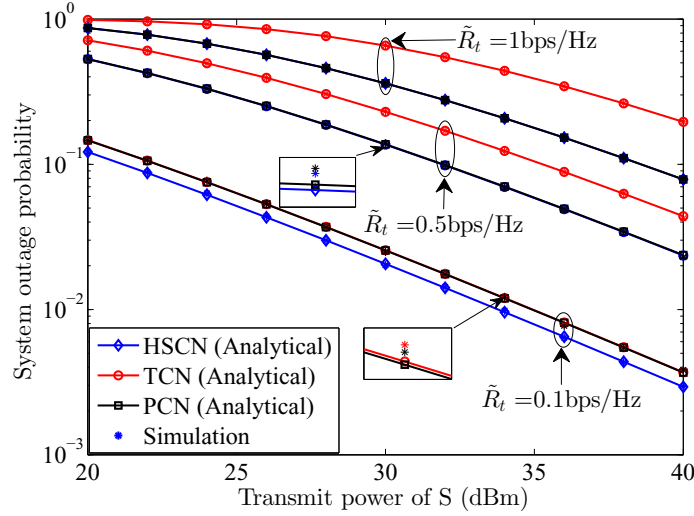 10^0
10^{-1}
10^{-2}
10^{-3}
System outage probability
R̃_t = 1bps/Hz
R̃_t = 0.5bps/Hz
R̃_t = 0.1bps/Hz
HSCN (Analytical)
TCN (Analytical)
PCN (Analytical)
Simulation
20 25 30 35 40
Transmit power of S (dBm)